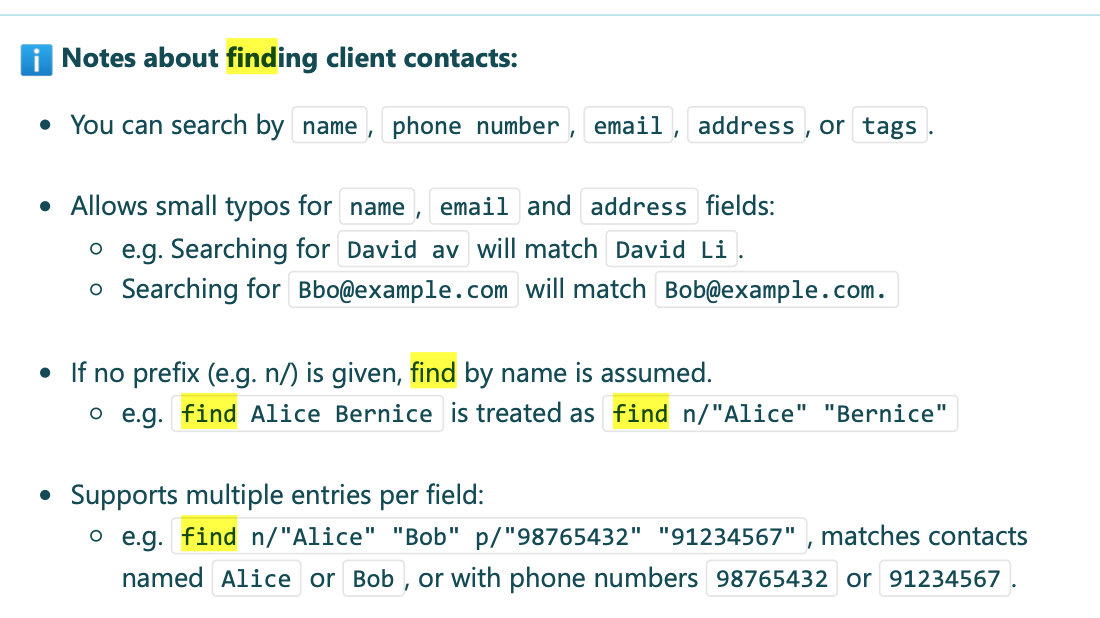 Notes about finding client contacts:
You can search by name, phone number, email, address, or tags.
Allows small typos for name, email and address fields:
e.g. Searching for David av will match David Li.
Searching for Bbo@example.com will match Bob@example.com.
If no prefix (e.g. n/) is given, find by name is assumed.
e.g. find Alice Bernice is treated as find n/"Alice" "Bernice"
Supports multiple entries per field:
e.g. find n/"Alice" "Bob" p/"98765432" "91234567", matches contacts
named Alice or Bob, or with phone numbers 98765432 or 91234567.